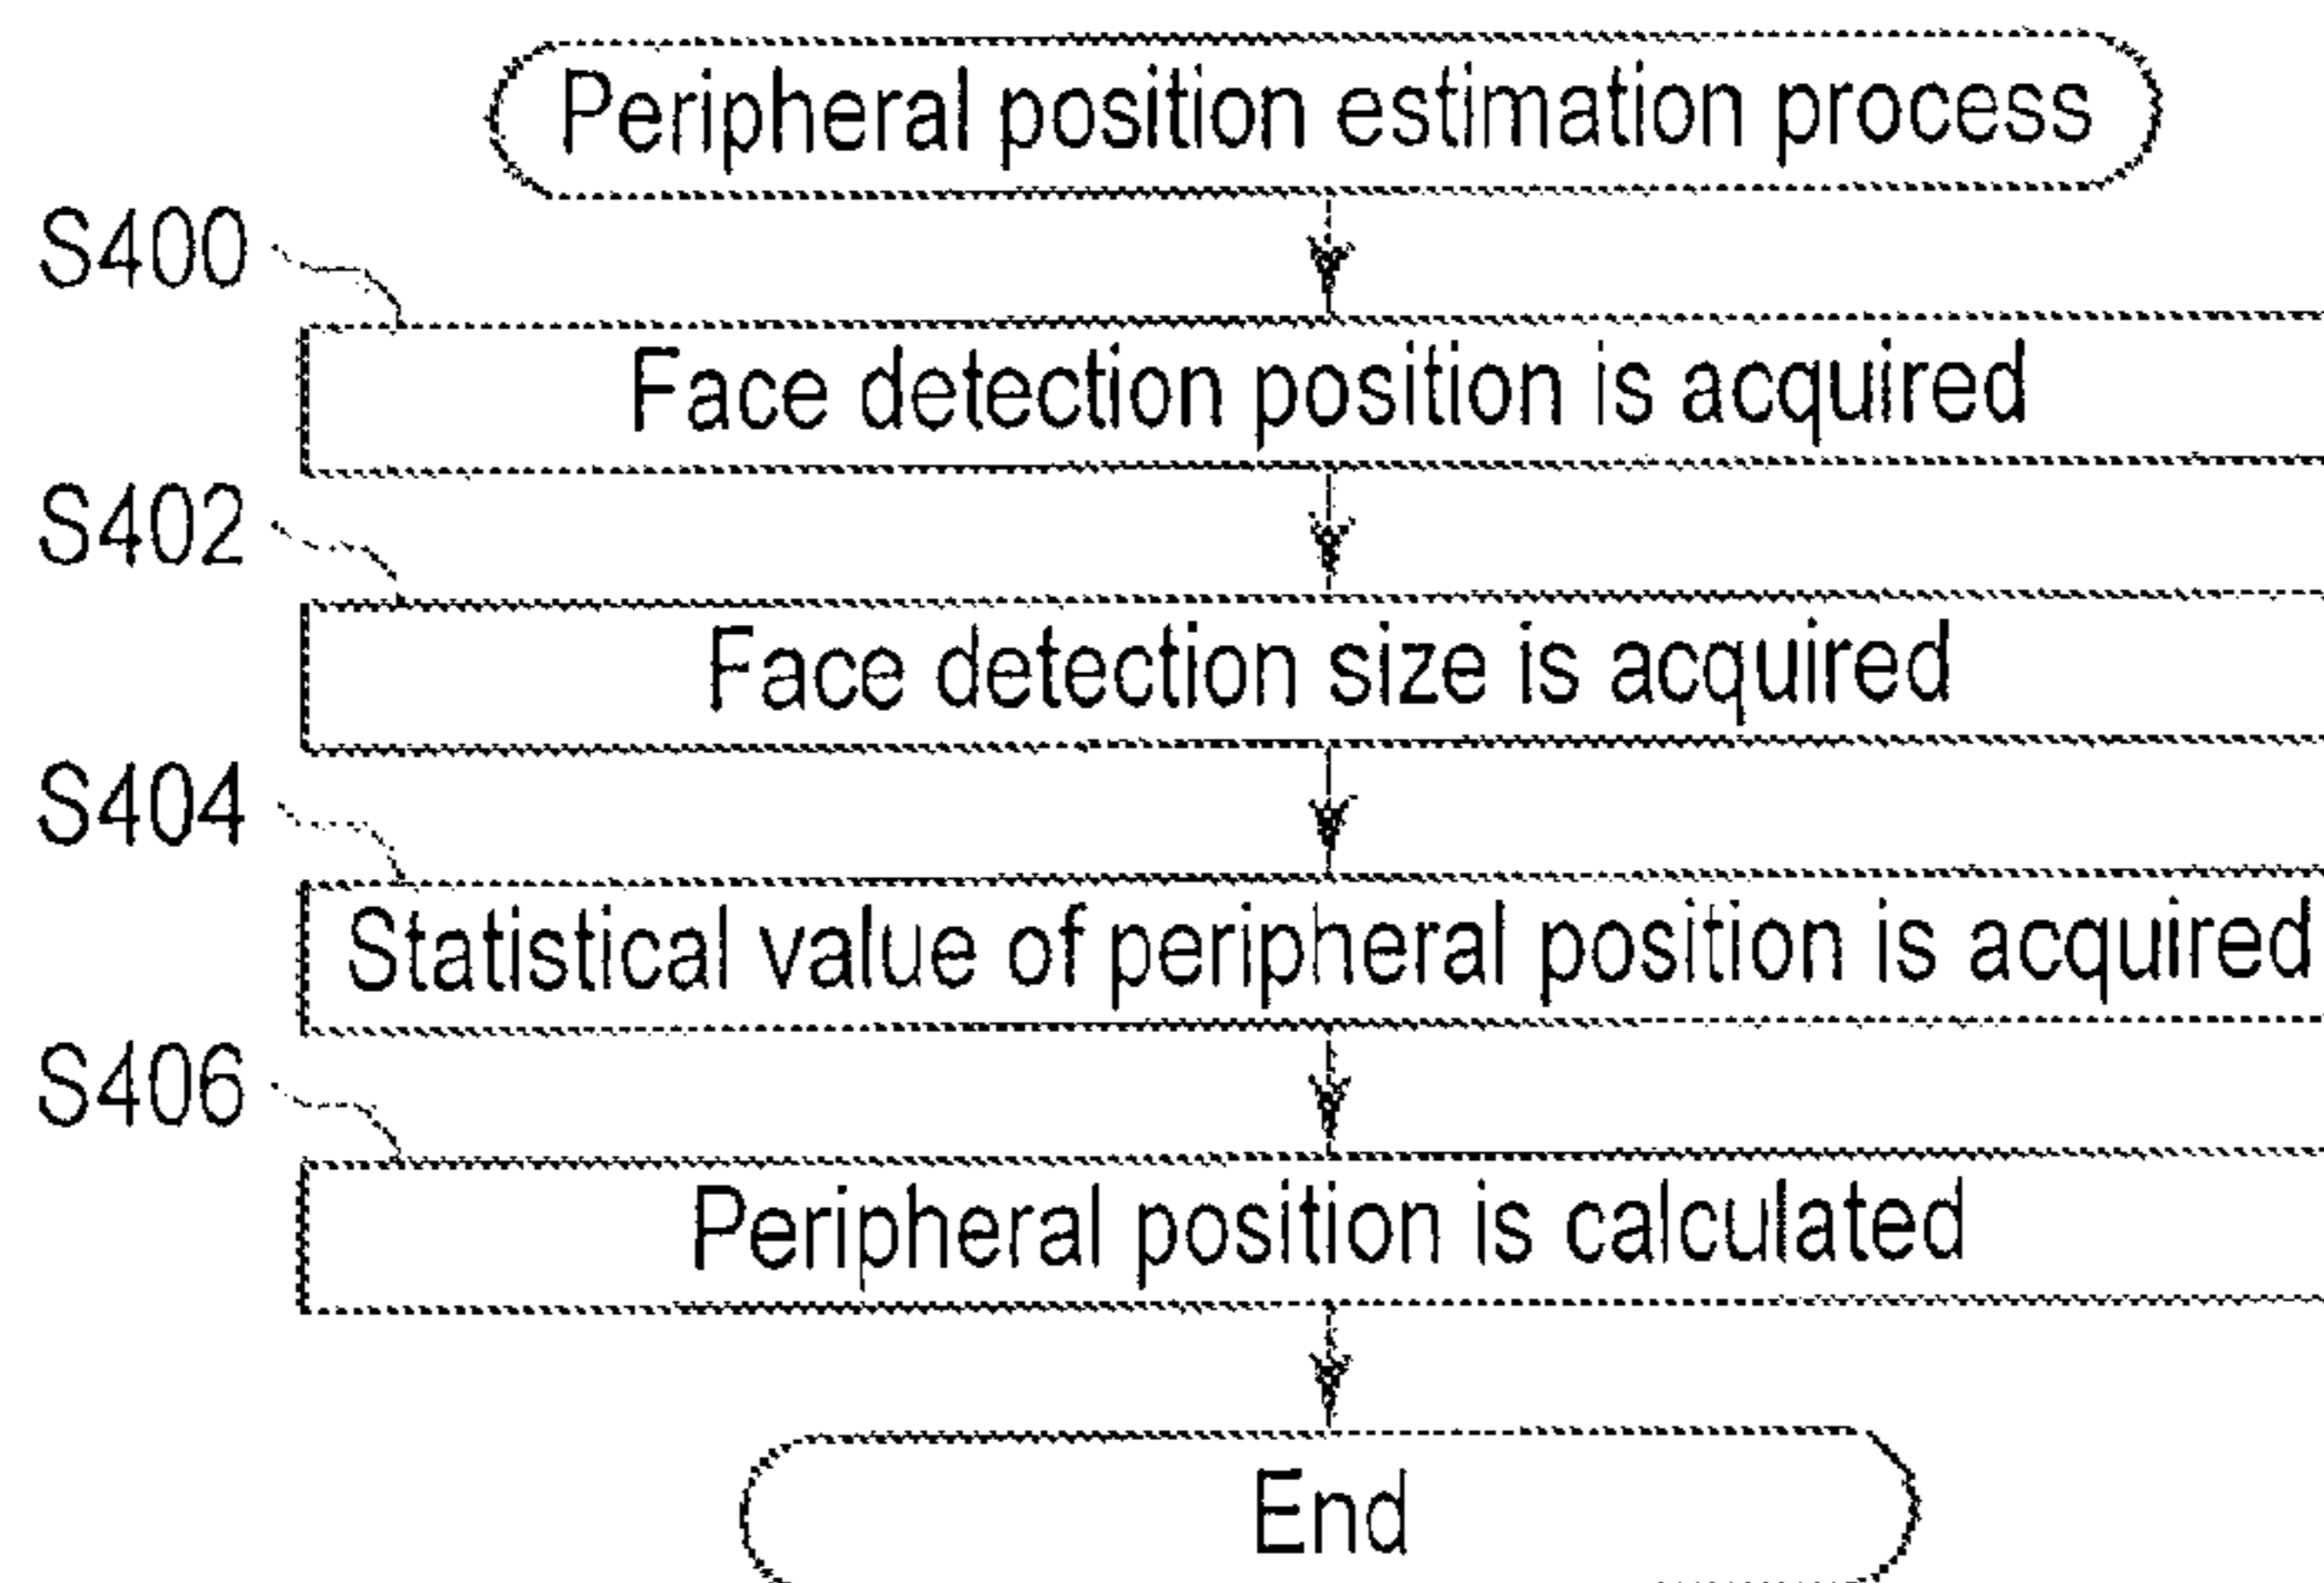 Peripheral position estimation process
S400
Face detection position is acquired
S402
Face detection size is acquired
S404
Statistical value of peripheral position is acquired
S406
Peripheral position is calculated
End